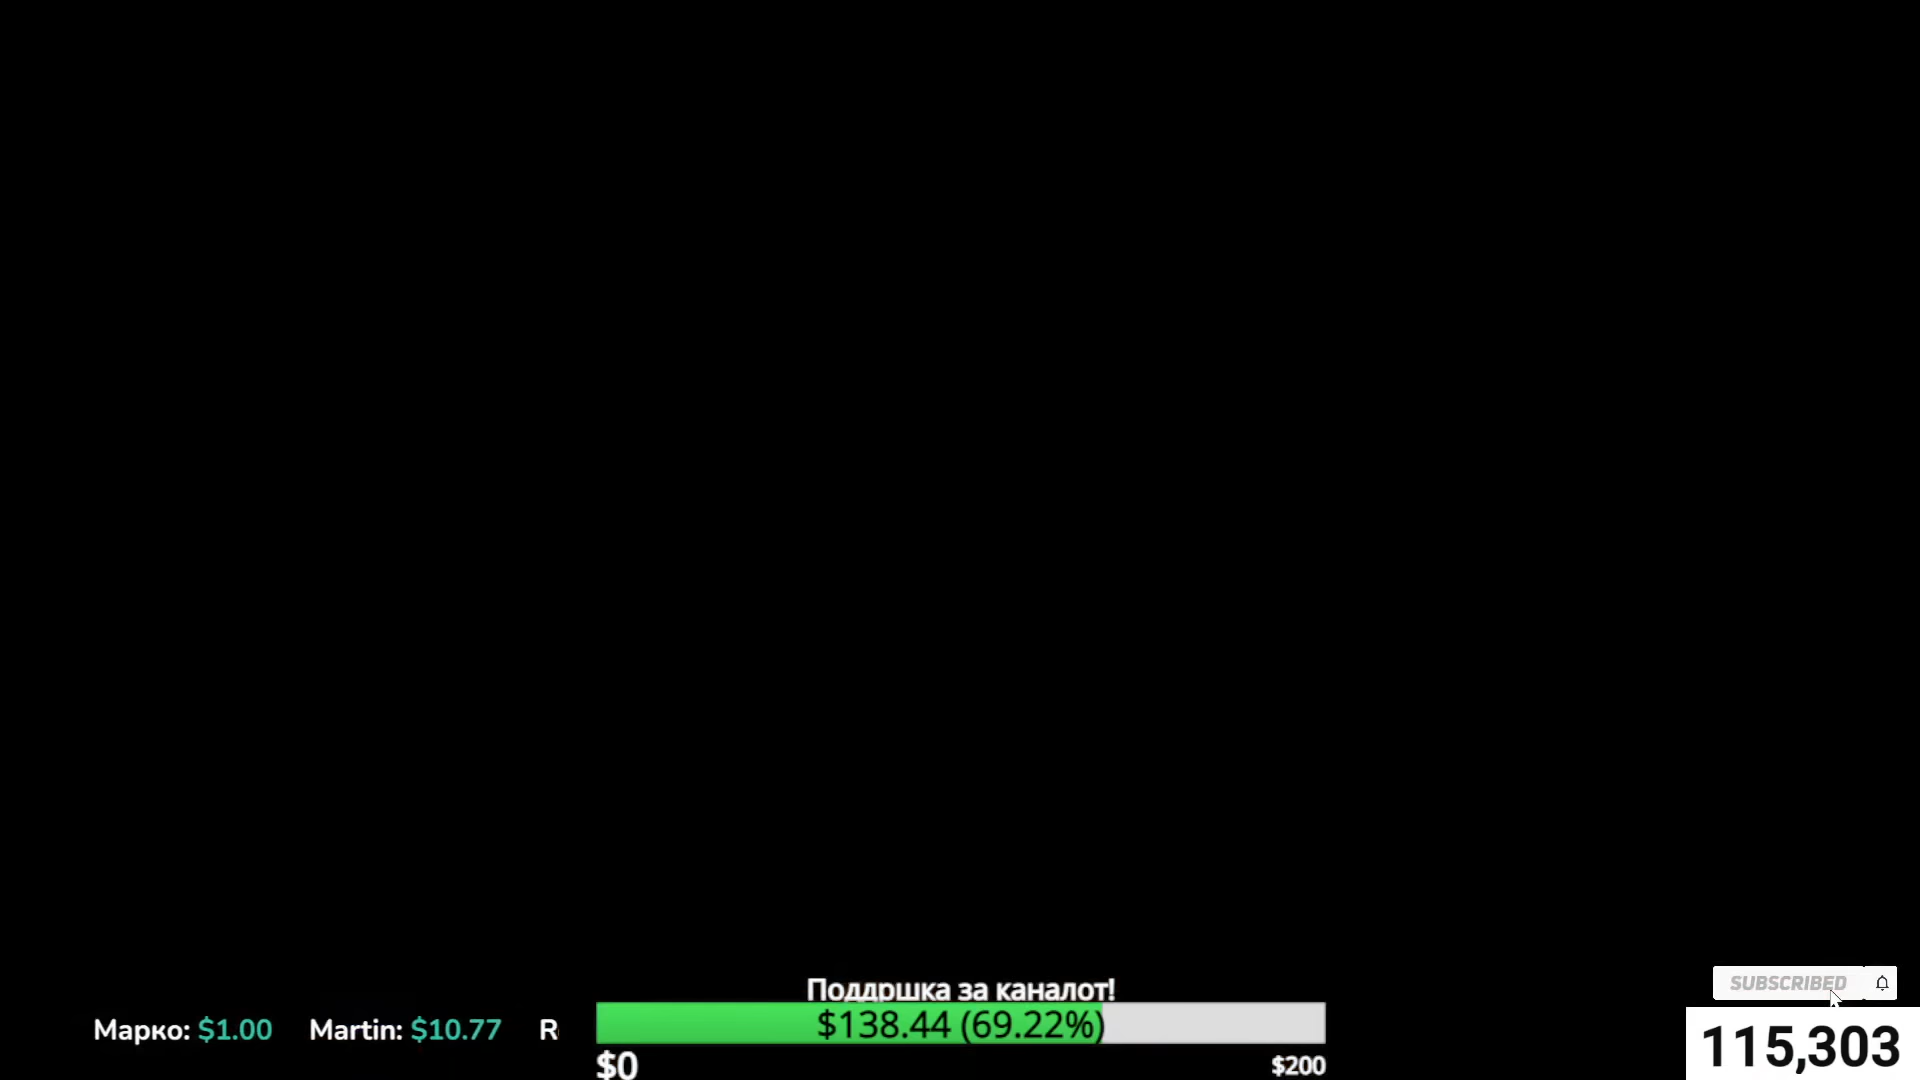 Поддршка за каналот!
SUBSCRIBED
Марко: $1.00 Martin: $10.77 R
$138.44 (69.22%)
115,303
$0 $200